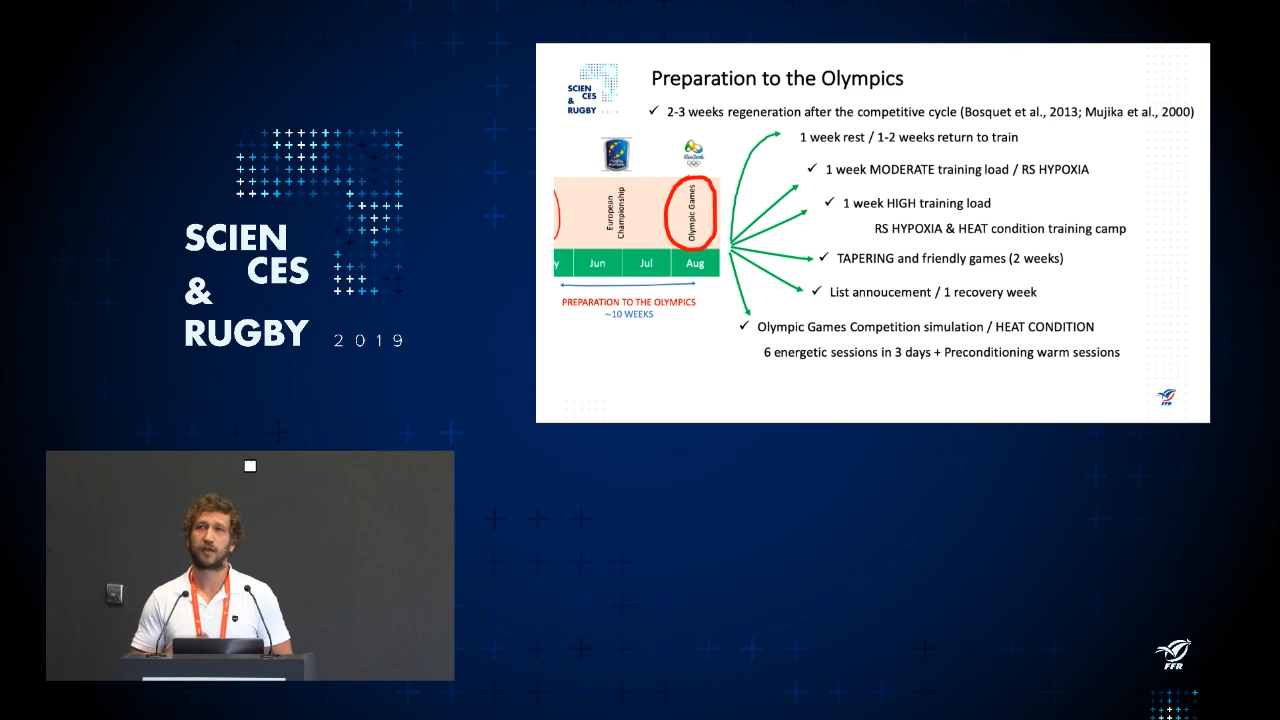 SCIEN
CES
&
RUGBY 2019
SCIEN
CES
&
RUGBY 2019
Preparation to the Olympics
✓ 2-3 weeks regeneration after the competitive cycle (Bosquet et al., 2013; Mujika et al., 2000)
1 week rest / 1-2 weeks return to train
✓ 1 week MODERATE training load / RS HYPOXIA
✓ 1 week HIGH training load
RS HYPOXIA & HEAT condition training camp
✓ TAPERING and friendly games (2 weeks)
✓ List annoucement / 1 recovery week
✓ Olympic Games Competition simulation / HEAT CONDITION
6 energetic sessions in 3 days + Preconditioning warm sessions
European
Championship
Olympic Games
y Jun Jul Aug
PREPARATION TO THE OLYMPICS
~10 WEEKS
FFR
FFR